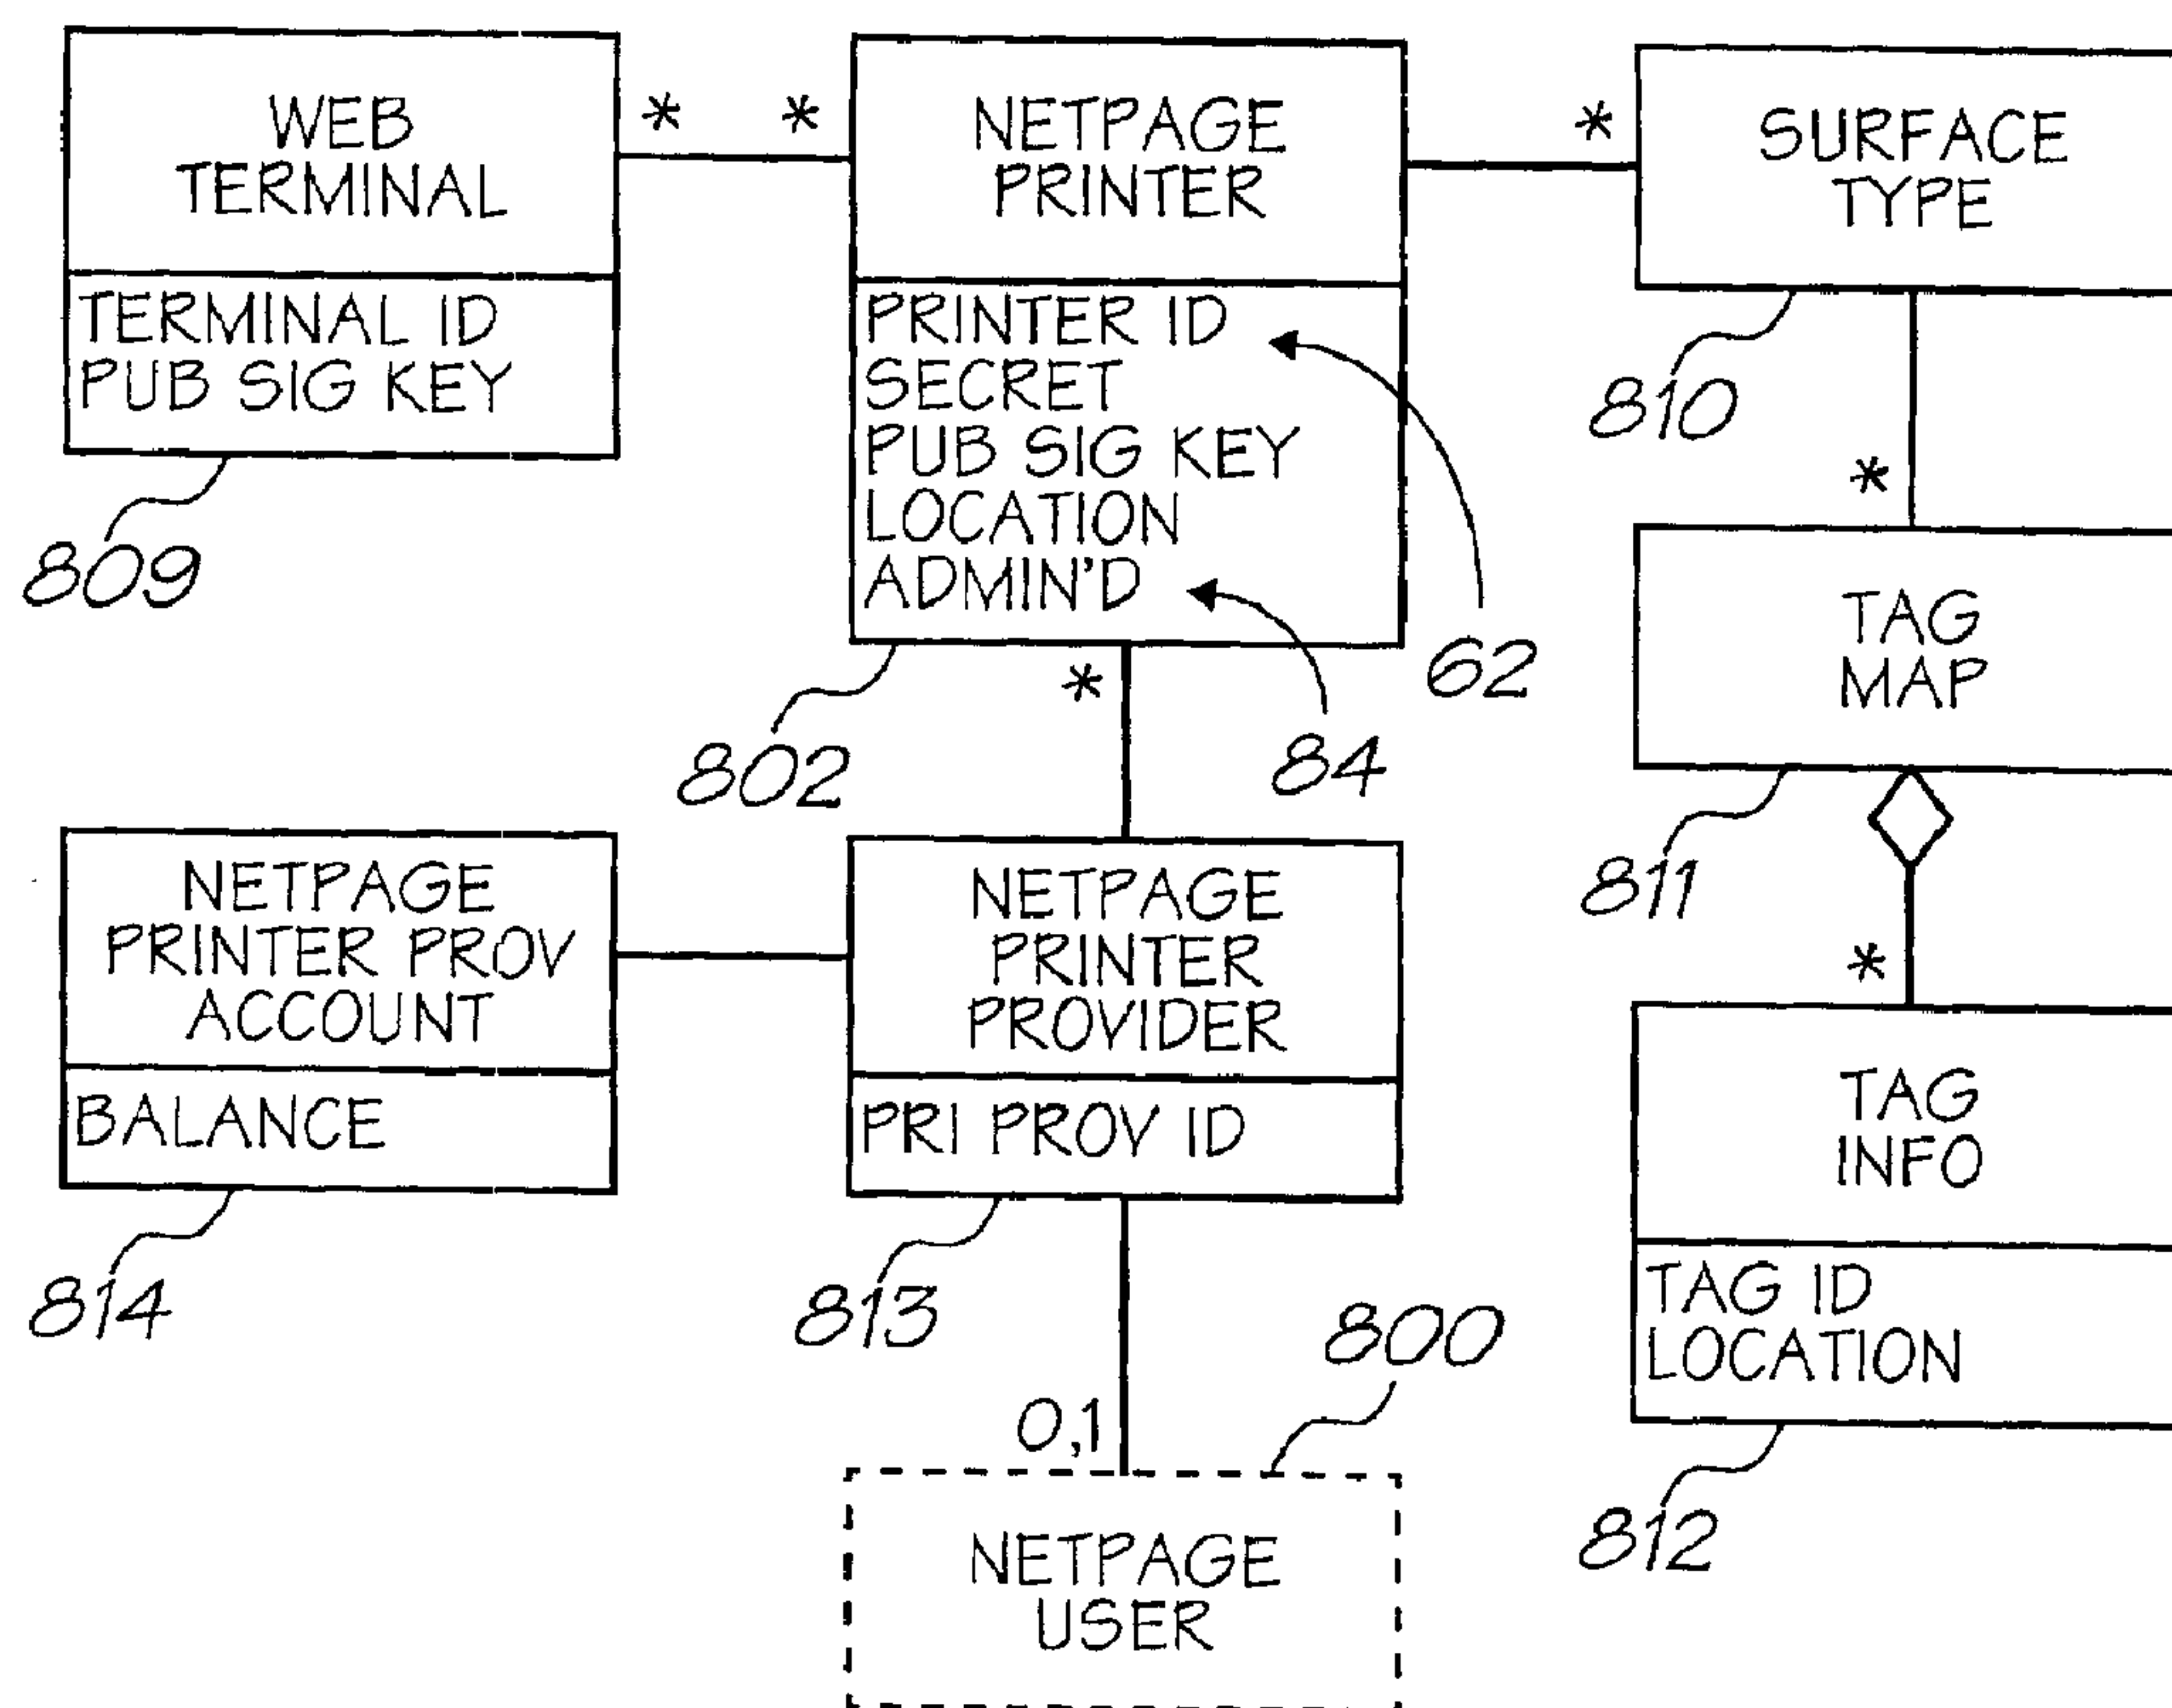 WEB
TERMINAL
TERMINAL ID
PUB SIG KEY
809
*
*
NETPAGE
PRINTER
PRINTER ID
SECRET
PUB SIG KEY
LOCATION
ADMIN'D
62
84
802
*
*
SURFACE
TYPE
810
*
TAG
MAP
811
*
TAG
INFO
TAG ID
LOCATION
812
NETPAGE
PRINTER PROV
ACCOUNT
BALANCE
814
NETPAGE
PRINTER
PROVIDER
PRI PROV ID
813
800
0,1
NETPAGE
USER